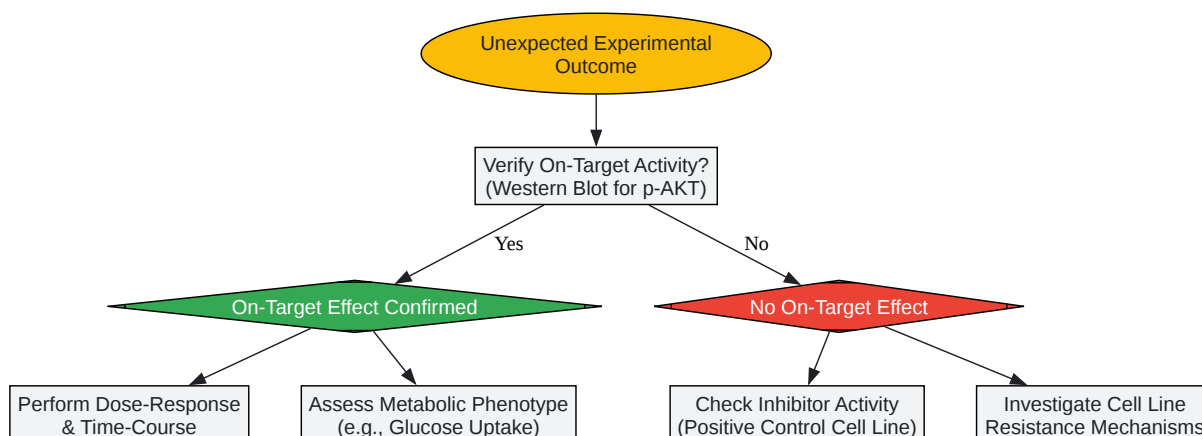 Unexpected Experimental
Outcome
Verify On-Target Activity?
(Western Blot for p-AKT)
Yes
No
On-Target Effect Confirmed
No On-Target Effect
Perform Dose-Response
& Time-Course
Assess Metabolic Phenotype
(e.g., Glucose Uptake)
Check Inhibitor Activity
(Positive Control Cell Line)
Investigate Cell Line
Resistance Mechanisms